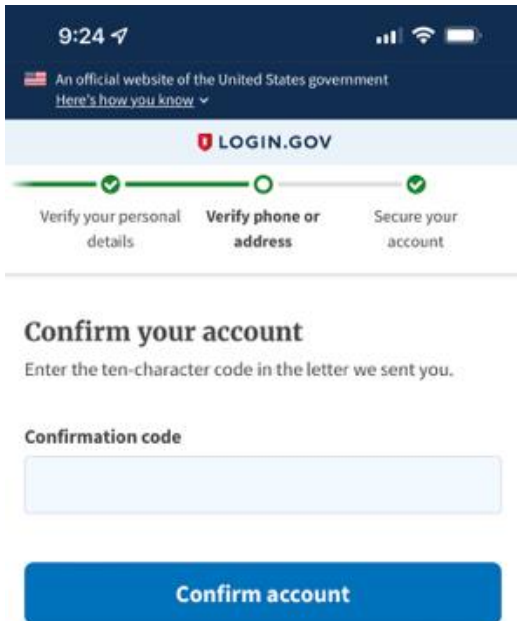 9:24
An official website of the United States government
Here's how you know
LOGIN.GOV
Verify your personal details
Verify phone or address
Secure your account
Confirm your account
Enter the ten-character code in the letter we sent you.
Confirmation code
Confirm account